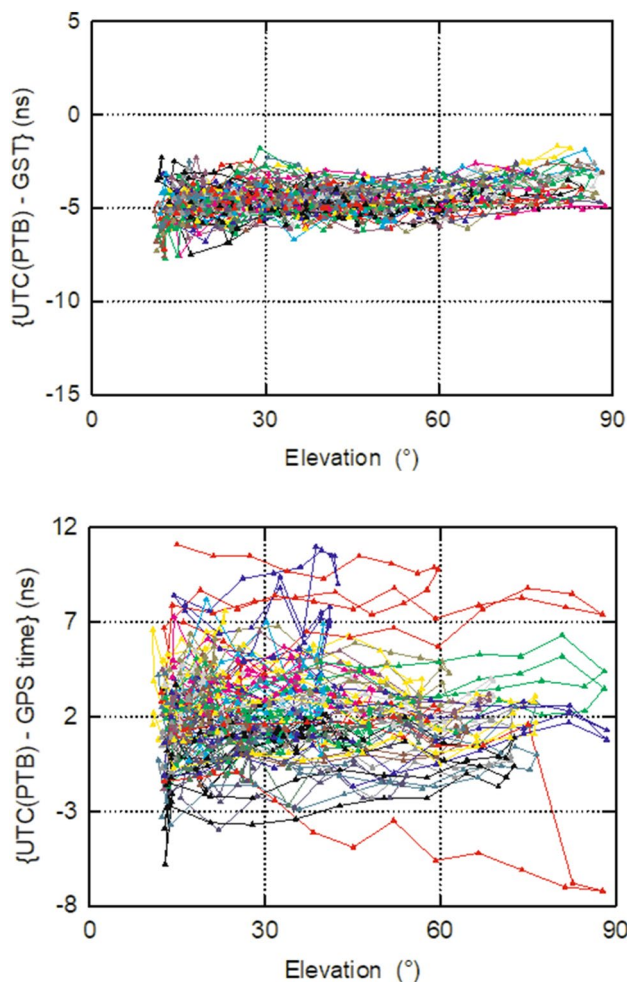 5
0
-5
-10
-15
{UTC(PTB) - GST} (ns)
0 30 60 90
Elevation (°)
12
7
2
-3
-8
{UTC(PTB) - GPS time} (ns)
0 30 60 90
Elevation (°)